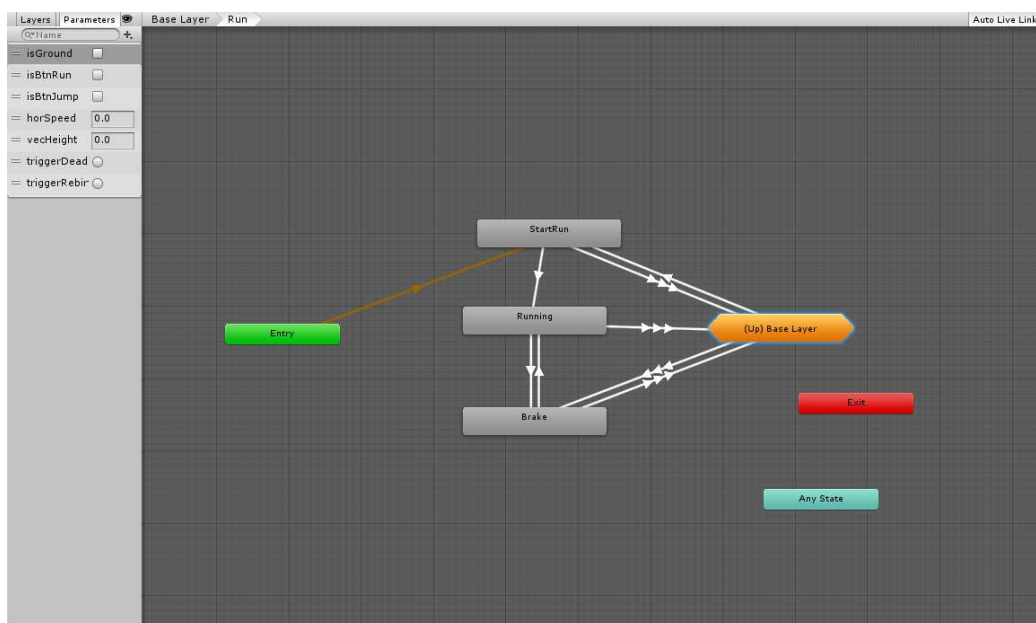 Layers Parameters Base Layer Run Auto Live Link
Name
isGround
isBtnRun
isBtnJump
horSpeed 0.0
vecHeight 0.0
triggerDead
triggerRebir
StartRun
Running
(Up) Base Layer
Entry
Exit
Brake
Any State